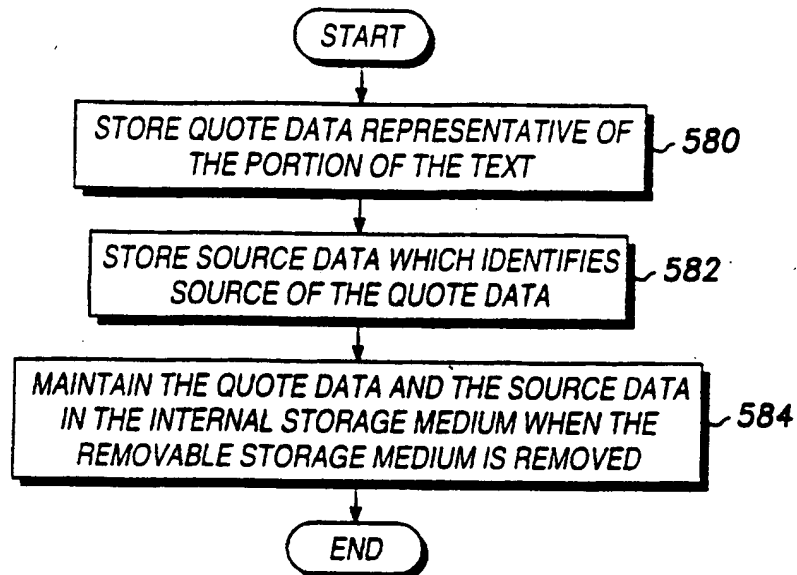 START
STORE QUOTE DATA REPRESENTATIVE OF
THE PORTION OF THE TEXT
580
STORE SOURCE DATA WHICH IDENTIFIES
SOURCE OF THE QUOTE DATA
582
MAINTAIN THE QUOTE DATA AND THE SOURCE DATA
IN THE INTERNAL STORAGE MEDIUM WHEN THE
REMOVABLE STORAGE MEDIUM IS REMOVED
584
END